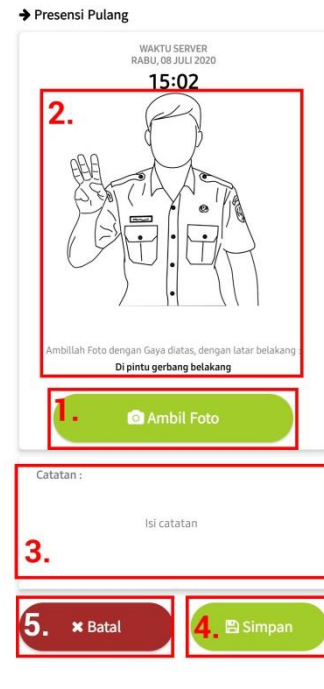 ➔ Presensi Pulang
WAKTU SERVER
RABU, 08 JULI 2020
15:02
2.
Ambillah Foto dengan Gaya diatas, dengan latar belakang :
Di pintu gerbang belakang
1.
Ambil Foto
Catatan :
Isi catatan
3.
5.
✖ Batal
4.
Simpan